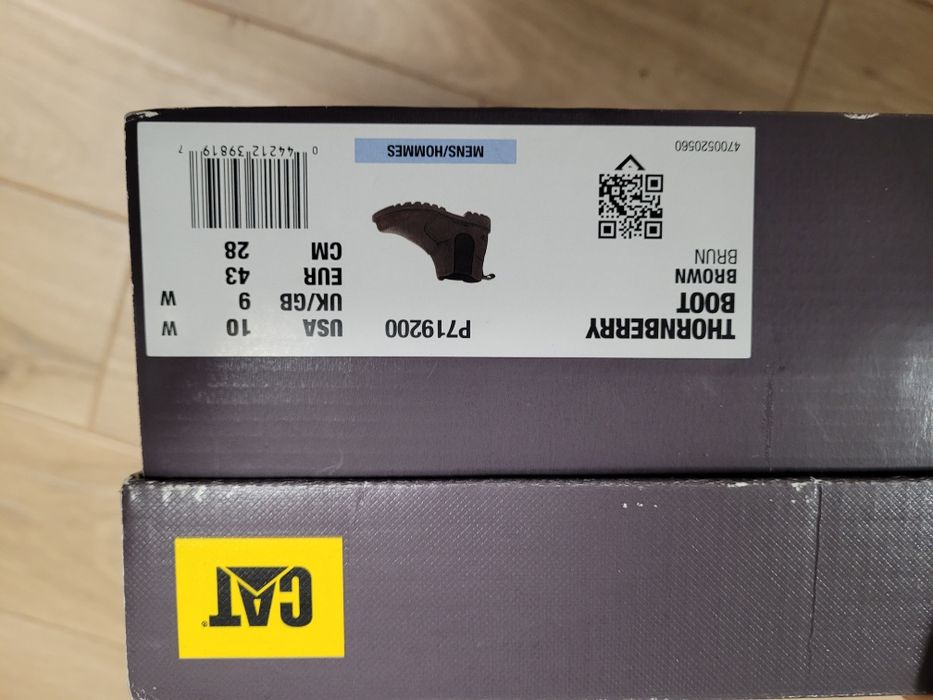 CAT®
THORNBERRY
BOOT
BROWN
BRUN
P719200
USA 10 W
UK/GB 9 W
EUR 43
CM 28
4700520560
MENS/HOMMES
0 44212 39819 7